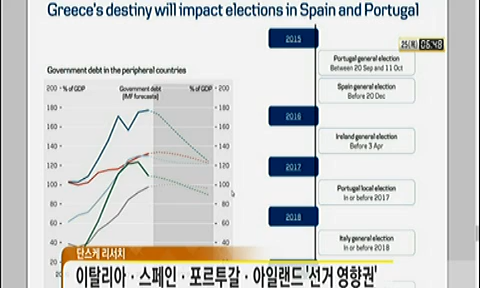 Greece's destiny will impact elections in Spain and Portugal
25(목) 06:48
Government debt in the peripheral countries
200 % of GDP
Government debt
(IMF forecasts)
% of GDP 200
180
180
160
160
140
140
120
120
100
100
80
80
60
60
40
40
20
2015
Portugal general election
Between 20 Sep and 11 Oct
Spain general election
Before 20 Dec
2016
Ireland general election
Before 3 Apr
2017
Portugal local election
In or before 2017
2018
Italy general election
In or before 2018
단스케 리서치
이탈리아·스페인·포르투갈·아일랜드 '선거 영향권'